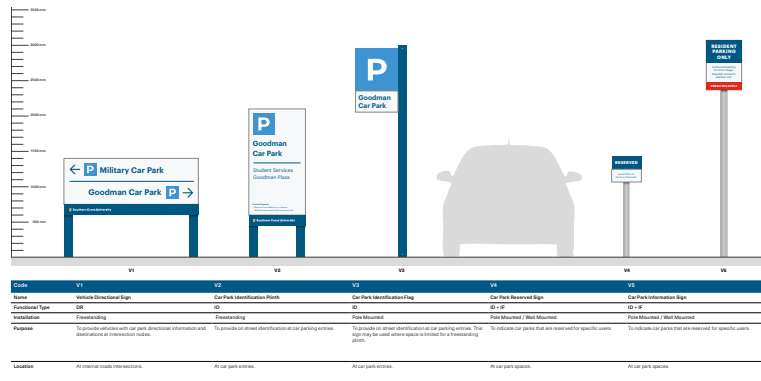 3500mm
3000mm
2500mm
2000mm
1500mm
1000mm
500mm
Military Car Park
Goodman Car Park
Southern Cross University
Goodman
Car Park
Student Services
Goodman Plaza
Southern Cross University
P
Goodman
Car Park
RESERVED
RESIDENT
PARKING
ONLY
V1
V2
V3
V4
V5
Code V1 V2 V3 V4 V5
Name Vehicle Directional Sign Car Park Identification Plinth Car Park Identification Flag Car Park Reserved Sign Car Park Information Sign
Functional Type DR ID ID ID + IF ID + IF
Installation Freestanding Freestanding Pole Mounted Pole Mounted / Wall Mounted Pole Mounted / Wall Mounted
Purpose To provide vehicles with car park directional information and To provide on street identification at car parking entries. To provide on street identification at car parking entries. This To indicate car parks that are reserved for specific users. To indicate car parks that are reserved for specific users.
destinations at intersection nodes. sign may be used where space is limited for a freestanding
plinth.
Location At internal roads intersections. At car park entries. At car park entries. At car park spaces. At car park spaces.